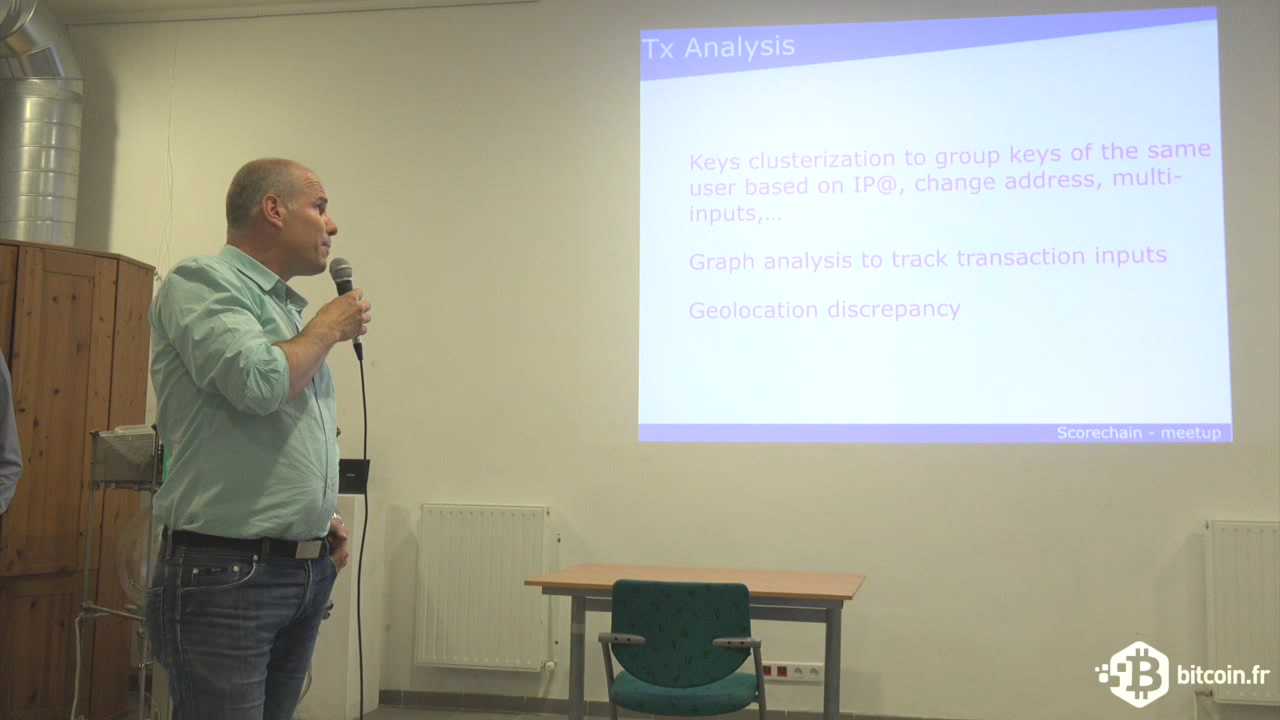 Tx Analysis
Keys clusterization to group keys of the same
user based on IP@, change address, multi-
inputs,...
Graph analysis to track transaction inputs
Geolocation discrepancy
Scorechain - meetup
bitcoin.fr